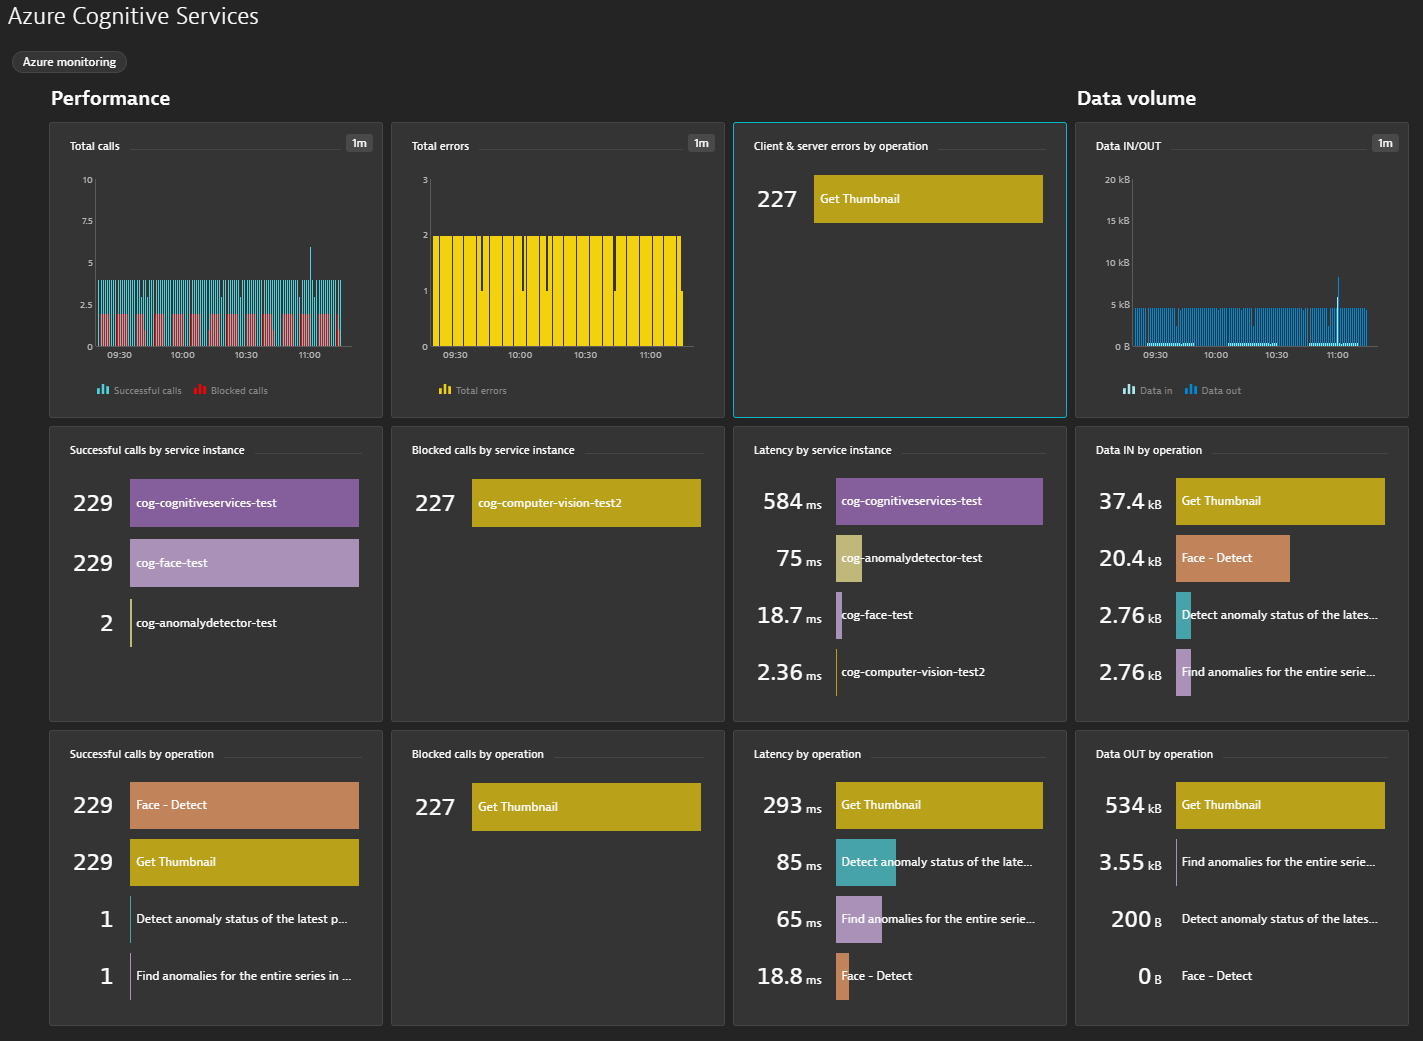 Azure Cognitive Services
Azure monitoring
Performance
Data volume
Total calls
1m
10
7.5
5
2.5
0
09:30 10:00 10:30 11:00
Successful calls Blocked calls
Total errors
1m
3
2
1
0
09:30 10:00 10:30 11:00
Total errors
Client & server errors by operation
227 Get Thumbnail
Data IN/OUT
1m
20 kB
15 kB
10 kB
5 kB
0 B
09:30 10:00 10:30 11:00
Data in Data out
Successful calls by service instance
229 cog-cognitiveservices-test
229 cog-face-test
2 cog-anomalydetector-test
Blocked calls by service instance
227 cog-computer-vision-test2
Latency by service instance
584 ms cog-cognitiveservices-test
75 ms cog-anomalydetector-test
18.7 ms cog-face-test
2.36 ms cog-computer-vision-test2
Data IN by operation
37.4 kB Get Thumbnail
20.4 kB Face - Detect
2.76 kB Detect anomaly status of the lates...
2.76 kB Find anomalies for the entire serie...
Successful calls by operation
229 Face - Detect
229 Get Thumbnail
1 Detect anomaly status of the latest p...
1 Find anomalies for the entire series in ...
Blocked calls by operation
227 Get Thumbnail
Latency by operation
293 ms Get Thumbnail
85 ms Detect anomaly status of the late...
65 ms Find anomalies for the entire serie...
18.8 ms Face - Detect
Data OUT by operation
534 kB Get Thumbnail
3.55 kB Find anomalies for the entire serie...
200 B Detect anomaly status of the lates...
0 B Face - Detect